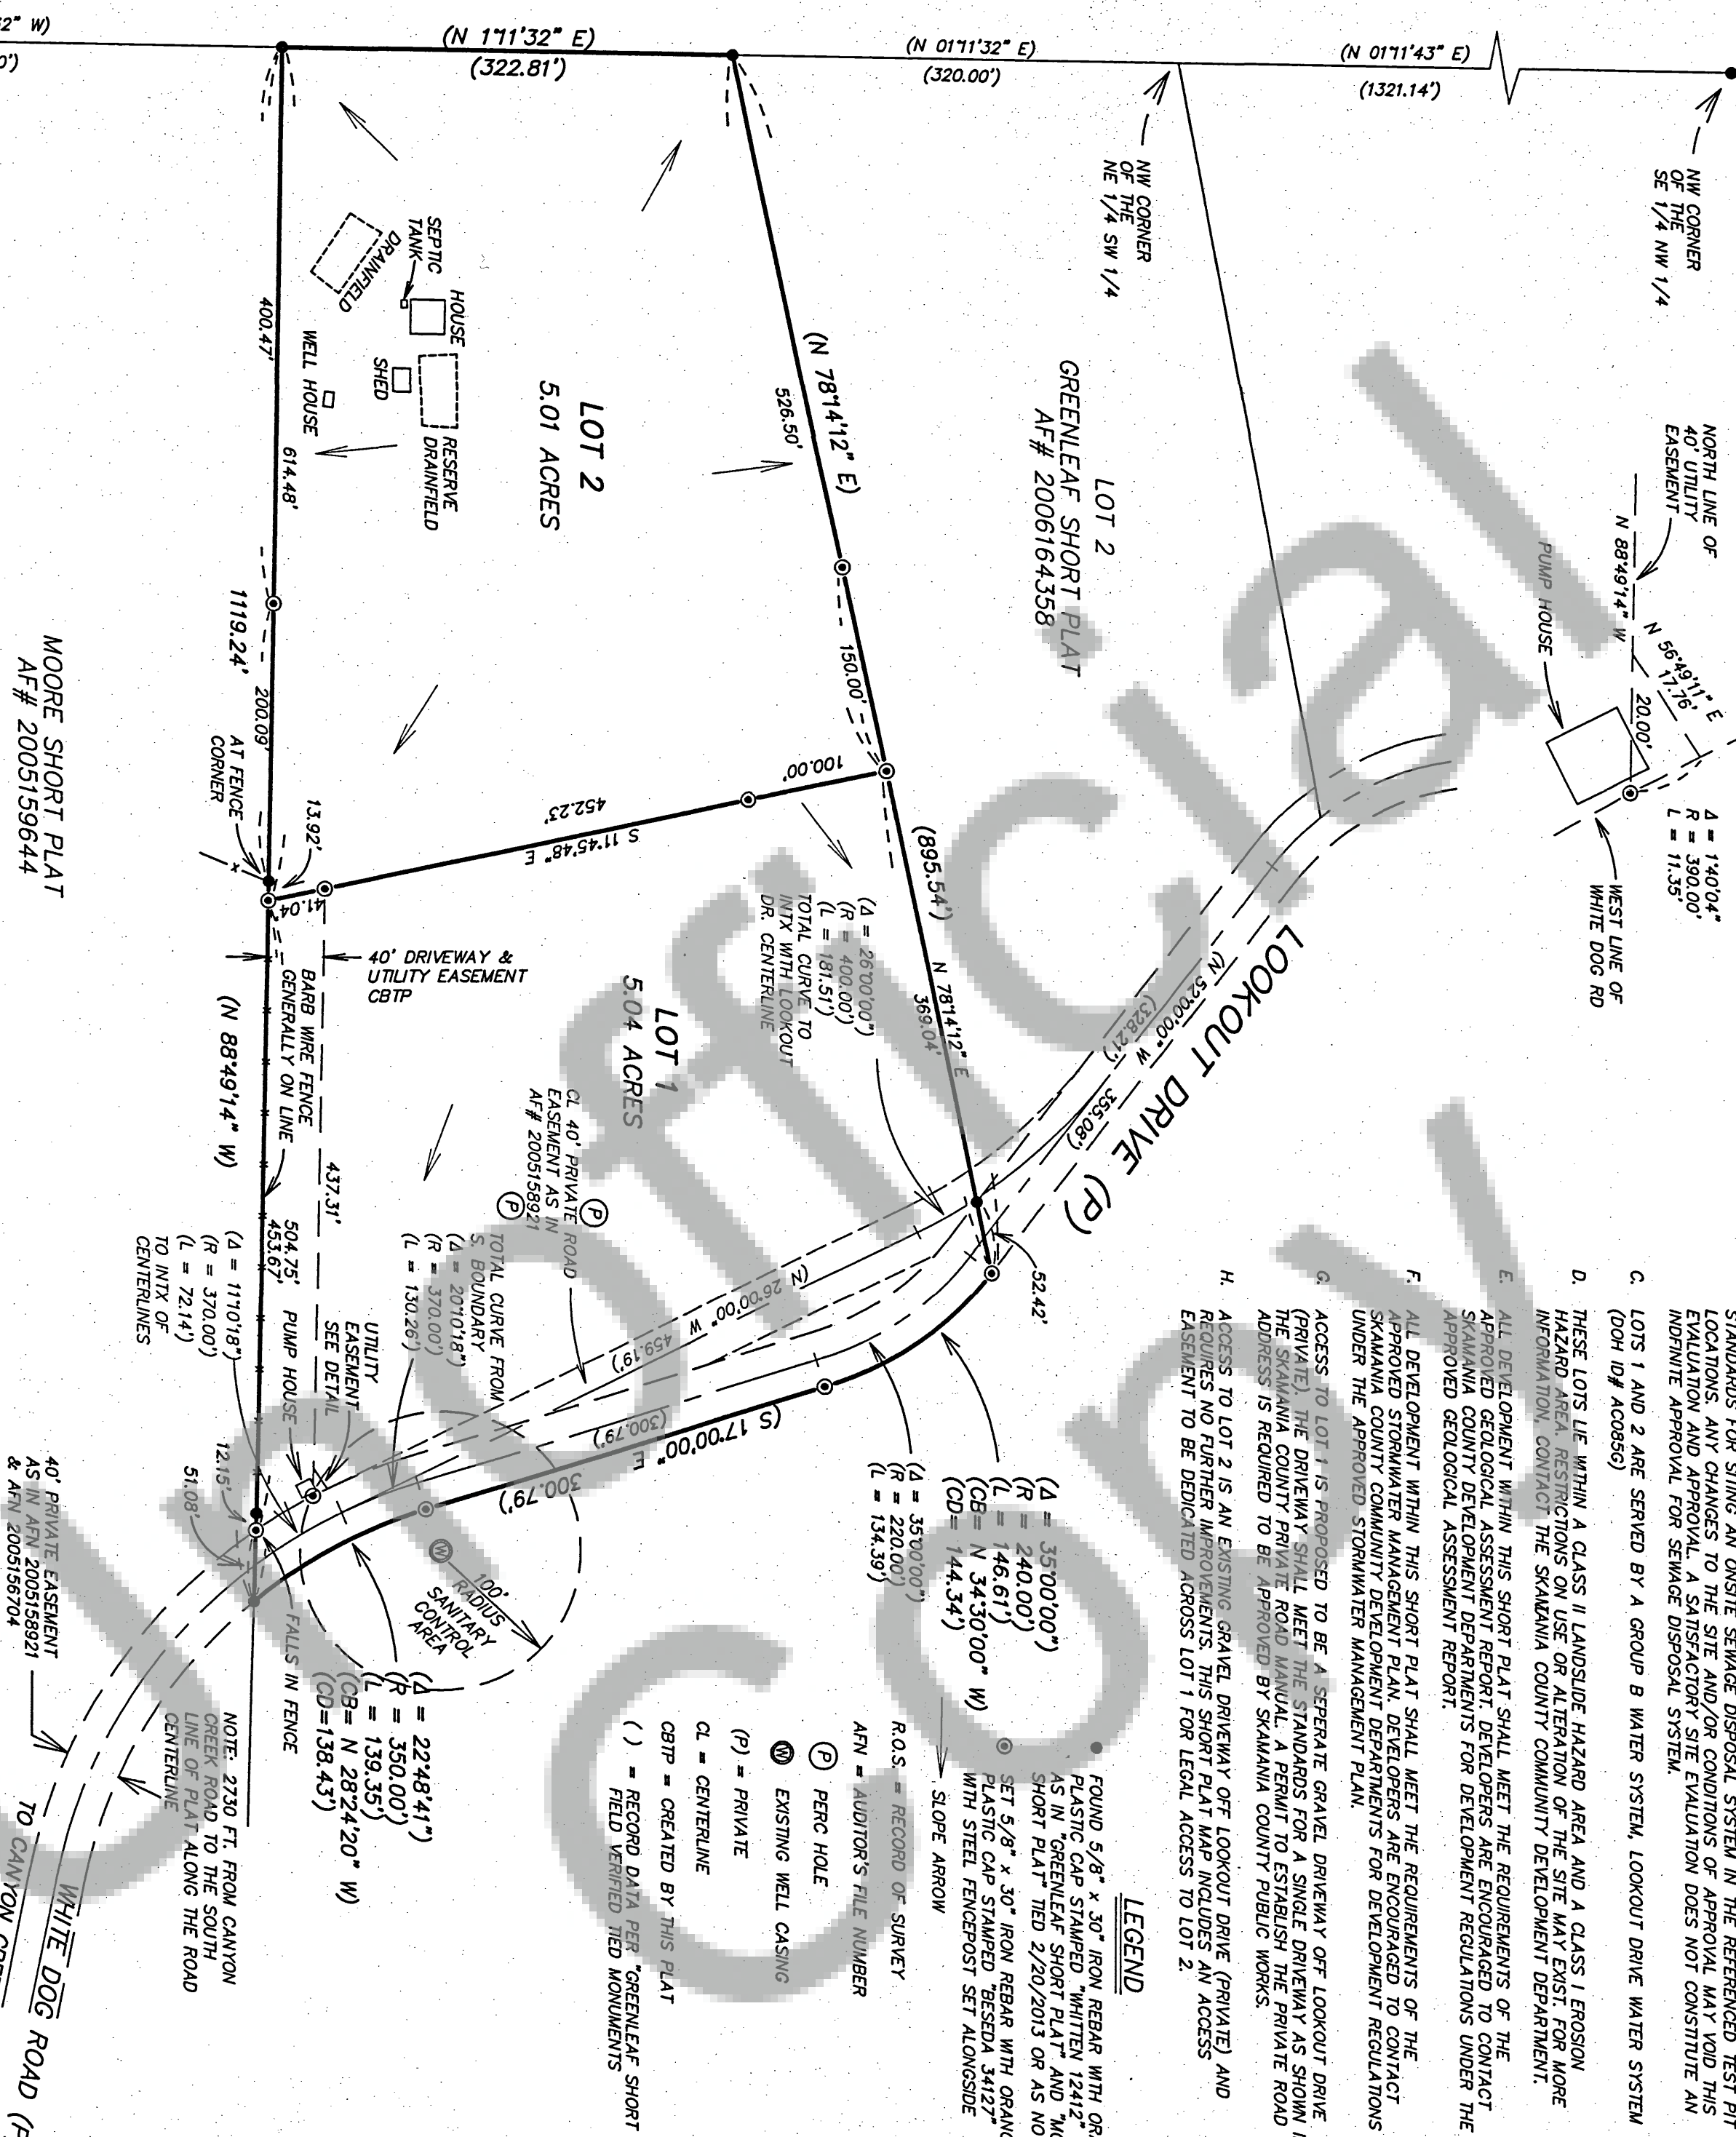 52" W)
(N 1°11'32" E)
(322.81')
(N 01°11'32" E)
(320.00')
(N 01°11'43" E)
(1321.14')
NW CORNER
OF THE
NE 1/4 SW 1/4
NW CORNER
OF THE
SE 1/4 NW 1/4
NORTH LINE OF
40' UTILITY
EASEMENT
N 88°49'14" W
N 56°49'11" E
17.76'
20.00'
PUMP HOUSE
Δ = 1°40'04"
R = 390.00'
L = 11.35'
WEST LINE OF
WHITE DOG RD
LOT 2
GREENLEAF SHORT PLAT
AF# 2006164358
(N 78°14'12" E)
526.50'
150.00'
(895.54')
N 78°14'12" E
369.04'
52.42'
LOT 2
5.01 ACRES
SEPTIC
TANK
DRAINFIELD
HOUSE
SHED
WELL HOUSE
RESERVE
DRAINFIELD
400.47'
614.48'
1119.24'
200.09'
AT FENCE
CORNER
13.92'
41.04'
100.00'
452.23'
S 11°45'48" E
MOORE SHORT PLAT
AF# 2005159644
40' DRIVEWAY &
UTILITY EASEMENT
CBTP
BARB WIRE FENCE
GENERALLY ON LINE
(N 88°49'14" W)
437.31'
504.75'
453.67'
LOT 1
5.04 ACRES
(Δ = 26°00'00")
(R = 400.00')
(L = 181.51')
TOTAL CURVE TO
INTX WITH LOOKOUT
DR. CENTERLINE
LOOKOUT DRIVE (P)
(N 52°00'00" W
(328.21')
355.08')
CL 40' PRIVATE ROAD
EASEMENT AS IN
AF# 2005158921
P
P
(N 26°00'00" W
459.19')
TOTAL CURVE FROM
S. BOUNDARY
(Δ = 20°10'18")
(R = 370.00')
(L = 130.26')
(Δ = 11°10'18")
(R = 370.00')
(L = 72.14')
TO INTX OF
CENTERLINES
UTILITY
EASEMENT
SEE DETAIL
PUMP HOUSE
12.15'
51.08'
(300.79')
(S 17°00'00" E
300.79')
W
100'
RADIUS
SANITARY
CONTROL
AREA
(Δ = 35°00'00")
(R = 220.00')
(L = 134.39')
(Δ = 35°00'00")
(R = 240.00')
(L = 146.61')
(CB= N 34°30'00" W)
(CD= 144.34')
(Δ = 22°48'41")
(R = 350.00')
(L = 139.35')
(CB= N 28°24'20" W)
(CD=138.43')
FALLS IN FENCE
NOTE: 2730 FT. FROM CANYON
CREEK ROAD TO THE SOUTH
LINE OF PLAT ALONG THE ROAD
CENTERLINE
40' PRIVATE EASEMENT
AS IN AFN 2005158921
& AFN 2005156704
WHITE DOG ROAD (P
TO CANYON CREEK
STANDARDS FOR SITING AN ONSITE SEWAGE DISPOSAL SYSTEM IN THE REFERENCED TEST PIT
LOCATIONS. ANY CHANGES TO THE SITE AND/OR CONDITIONS OF APPROVAL MAY VOID THIS
EVALUATION AND APPROVAL. A SATISFACTORY SITE EVALUATION DOES NOT CONSTITUTE AN
INDEFINITE APPROVAL FOR SEWAGE DISPOSAL SYSTEM.
C. LOTS 1 AND 2 ARE SERVED BY A GROUP B WATER SYSTEM, LOOKOUT DRIVE WATER SYSTEM
(DOH ID# AC085G)
D. THESE LOTS LIE WITHIN A CLASS II LANDSLIDE HAZARD AREA AND A CLASS I EROSION
HAZARD AREA. RESTRICTIONS ON USE OR ALTERATION OF THE SITE MAY EXIST. FOR MORE
INFORMATION, CONTACT THE SKAMANIA COUNTY COMMUNITY DEVELOPMENT DEPARTMENT.
E. ALL DEVELOPMENT WITHIN THIS SHORT PLAT SHALL MEET THE REQUIREMENTS OF THE
APPROVED GEOLOGICAL ASSESSMENT REPORT. DEVELOPERS ARE ENCOURAGED TO CONTACT
SKAMANIA COUNTY DEVELOPMENT DEPARTMENTS FOR DEVELOPMENT REGULATIONS UNDER THE
APPROVED GEOLOGICAL ASSESSMENT REPORT.
F. ALL DEVELOPMENT WITHIN THIS SHORT PLAT SHALL MEET THE REQUIREMENTS OF THE
APPROVED STORMWATER MANAGEMENT PLAN. DEVELOPERS ARE ENCOURAGED TO CONTACT
SKAMANIA COUNTY COMMUNITY DEVELOPMENT DEPARTMENTS FOR DEVELOPMENT REGULATIONS
UNDER THE APPROVED STORMWATER MANAGEMENT PLAN.
G. ACCESS TO LOT 1 IS PROPOSED TO BE A SEPERATE GRAVEL DRIVEWAY OFF LOOKOUT DRIVE
(PRIVATE). THE DRIVEWAY SHALL MEET THE STANDARDS FOR A SINGLE DRIVEWAY AS SHOWN
THE SKAMANIA COUNTY PRIVATE ROAD MANUAL. A PERMIT TO ESTABLISH THE PRIVATE ROAD
ADDRESS IS REQUIRED TO BE APPROVED BY SKAMANIA COUNTY PUBLIC WORKS.
H. ACCESS TO LOT 2 IS AN EXISTING GRAVEL DRIVEWAY OFF LOOKOUT DRIVE (PRIVATE) AND
REQUIRES NO FURTHER IMPROVEMENTS. THIS SHORT PLAT MAP INCLUDES AN ACCESS
EASEMENT TO BE DEDICATED ACROSS LOT 1 FOR LEGAL ACCESS TO LOT 2.
LEGEND
FOUND 5/8" x 30" IRON REBAR WITH OR
PLASTIC CAP STAMPED "WHITTEN 12412"
AS IN "GREENLEAF SHORT PLAT" AND "MO
SHORT PLAT" TIED 2/20/2013 OR AS NO
SET 5/8" x 30" IRON REBAR WITH ORANG
PLASTIC CAP STAMPED "BESEDA 34127"
WITH STEEL FENCEPOST SET ALONGSIDE
SLOPE ARROW
R.O.S. = RECORD OF SURVEY
AFN = AUDITOR'S FILE NUMBER
P PERC HOLE
W EXISTING WELL CASING
(P) = PRIVATE
CL = CENTERLINE
CBTP = CREATED BY THIS PLAT
( ) = RECORD DATA PER "GREENLEAF SHORT
FIELD VERIFIED TIED MONUMENTS
Unofficial
Copy